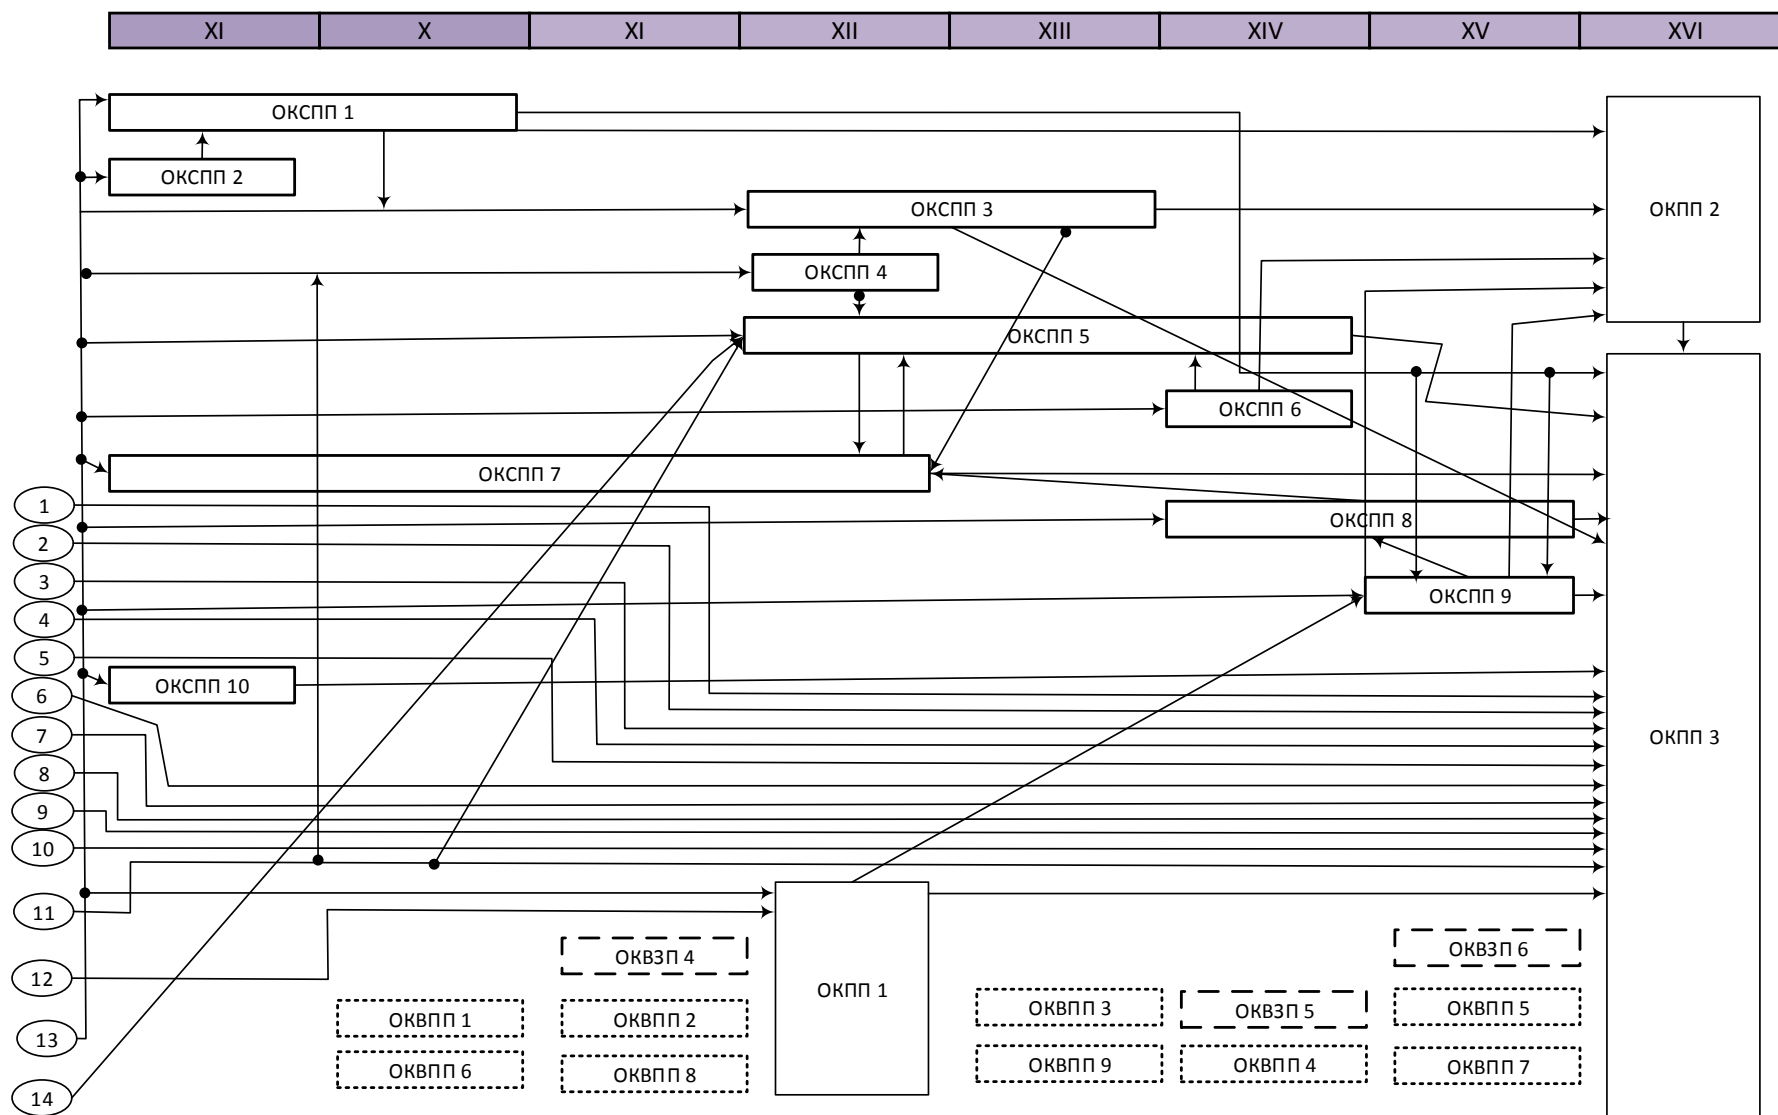 XI X XI XII XIII XIV XV XVI
ОКСПП 1
ОКСПП 2
ОКСПП 3
ОКПП 2
ОКСПП 4
ОКСПП 5
ОКСПП 6
ОКСПП 7
1
ОКСПП 8
2
3
ОКСПП 9
4
5
ОКСПП 10
6
7
ОКПП 3
8
9
10
11
ОКВЗП 4
ОКВЗП 6
12
ОКПП 1
ОКВПП 3
ОКВЗП 5
ОКВПП 5
ОКВПП 1
ОКВПП 2
13
ОКВПП 6
ОКВПП 8
ОКВПП 9
ОКВПП 4
ОКВПП 7
14